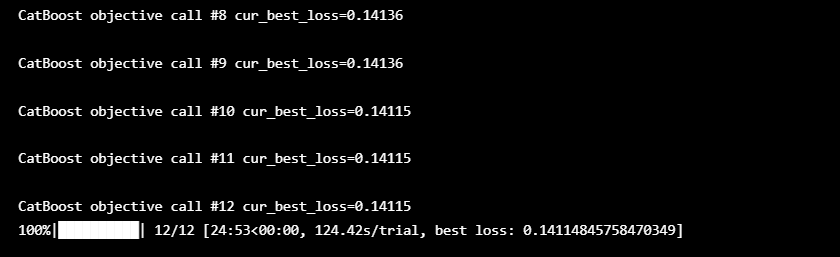 CatBoost objective call #8 cur_best_loss=0.14136
CatBoost objective call #9 cur_best_loss=0.14136
CatBoost objective call #10 cur_best_loss=0.14115
CatBoost objective call #11 cur_best_loss=0.14115
CatBoost objective call #12 cur_best_loss=0.14115
100%|██████████| 12/12 [24:53<00:00, 124.42s/trial, best loss: 0.14114845758470349]